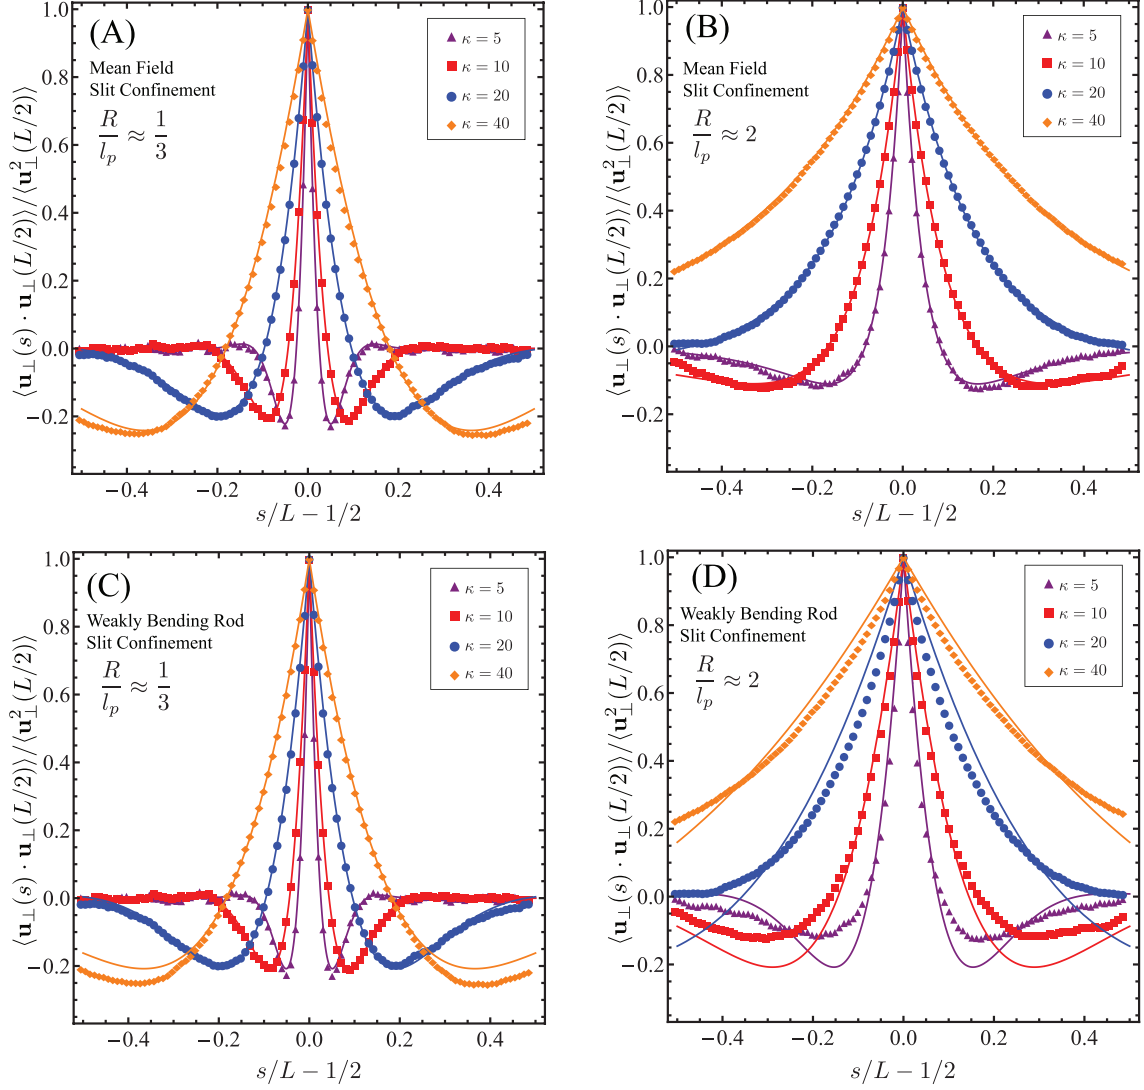 (A)
Mean Field
Slit Confinement
R/l_p ≈ 1/3
κ = 5
κ = 10
κ = 20
κ = 40
1.0
0.8
0.6
0.4
0.2
0.0
−0.2
−0.4 −0.2 0.0 0.2 0.4
s/L − 1/2
⟨u⊥(s) · u⊥(L/2)⟩/⟨u⊥²(L/2)⟩
(B)
Mean Field
Slit Confinement
R/l_p ≈ 2
κ = 5
κ = 10
κ = 20
κ = 40
1.0
0.8
0.6
0.4
0.2
0.0
−0.2
−0.4 −0.2 0.0 0.2 0.4
s/L − 1/2
⟨u⊥(s) · u⊥(L/2)⟩/⟨u⊥²(L/2)⟩
(C)
Weakly Bending Rod
Slit Confinement
R/l_p ≈ 1/3
κ = 5
κ = 10
κ = 20
κ = 40
1.0
0.8
0.6
0.4
0.2
0.0
−0.2
−0.4 −0.2 0.0 0.2 0.4
s/L − 1/2
⟨u⊥(s) · u⊥(L/2)⟩/⟨u⊥²(L/2)⟩
(D)
Weakly Bending Rod
Slit Confinement
R/l_p ≈ 2
κ = 5
κ = 10
κ = 20
κ = 40
1.0
0.8
0.6
0.4
0.2
0.0
−0.2
−0.4 −0.2 0.0 0.2 0.4
s/L − 1/2
⟨u⊥(s) · u⊥(L/2)⟩/⟨u⊥²(L/2)⟩